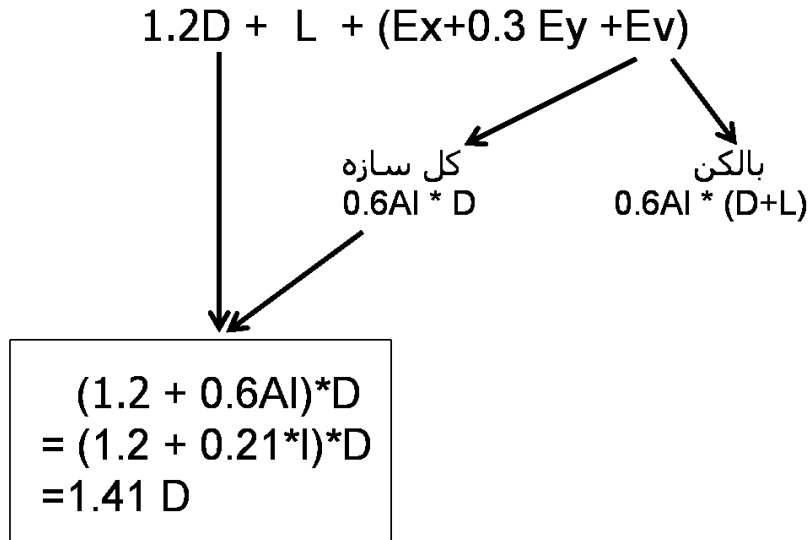 1.2D + L + (Ex+0.3 Ey +Ev)
کل سازه
0.6AI * D
بالکن
0.6AI * (D+L)
(1.2 + 0.6AI)*D
= (1.2 + 0.21*I)*D
=1.41 D